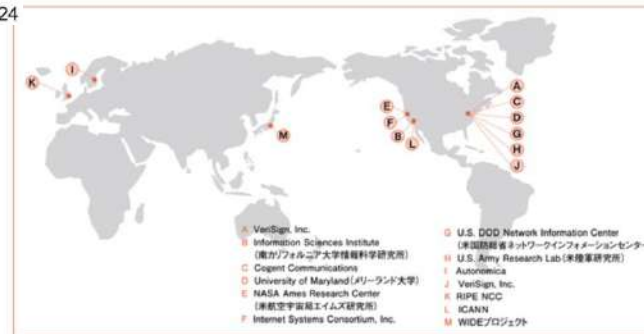 24
K
I
M
E
F
B
L
A
C
D
G
H
J
A VeriSign, Inc.
B Information Sciences Institute
(南カリフォルニア大学情報科学研究所)
C Cogent Communications
D University of Maryland(メリーランド大学)
E NASA Ames Research Center
(米航空宇宙局エイムズ研究所)
F Internet Systems Consortium, Inc.
G U.S. DOD Network Information Center
(米国防総省ネットワークインフォメーションセンター
H U.S. Army Research Lab(米陸軍研究所)
I Autonomica
J VeriSign, Inc.
K RIPE NCC
L ICANN
M WIDEプロジェクト